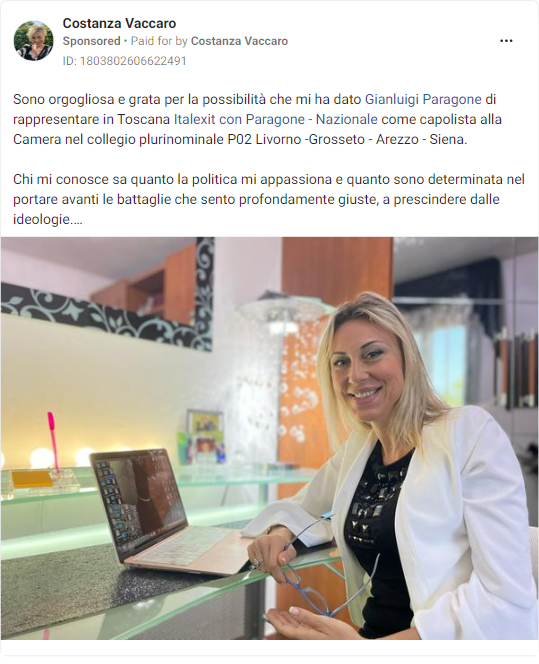 Costanza Vaccaro
Sponsored • Paid for by Costanza Vaccaro
ID: 1803802606622491
Sono orgogliosa e grata per la possibilità che mi ha dato Gianluigi Paragone di
rappresentare in Toscana Italexit con Paragone - Nazionale come capolista alla
Camera nel collegio plurinominale P02 Livorno -Grosseto - Arezzo - Siena.
Chi mi conosce sa quanto la politica mi appassiona e quanto sono determinata nel
portare avanti le battaglie che sento profondamente giuste, a prescindere dalle
ideologie....